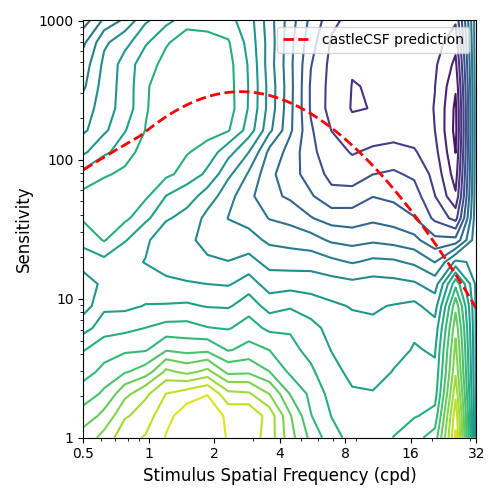 1000
castleCSF prediction
100
Sensitivity
10
1
0.5 1 2 4 8 16 32
Stimulus Spatial Frequency (cpd)